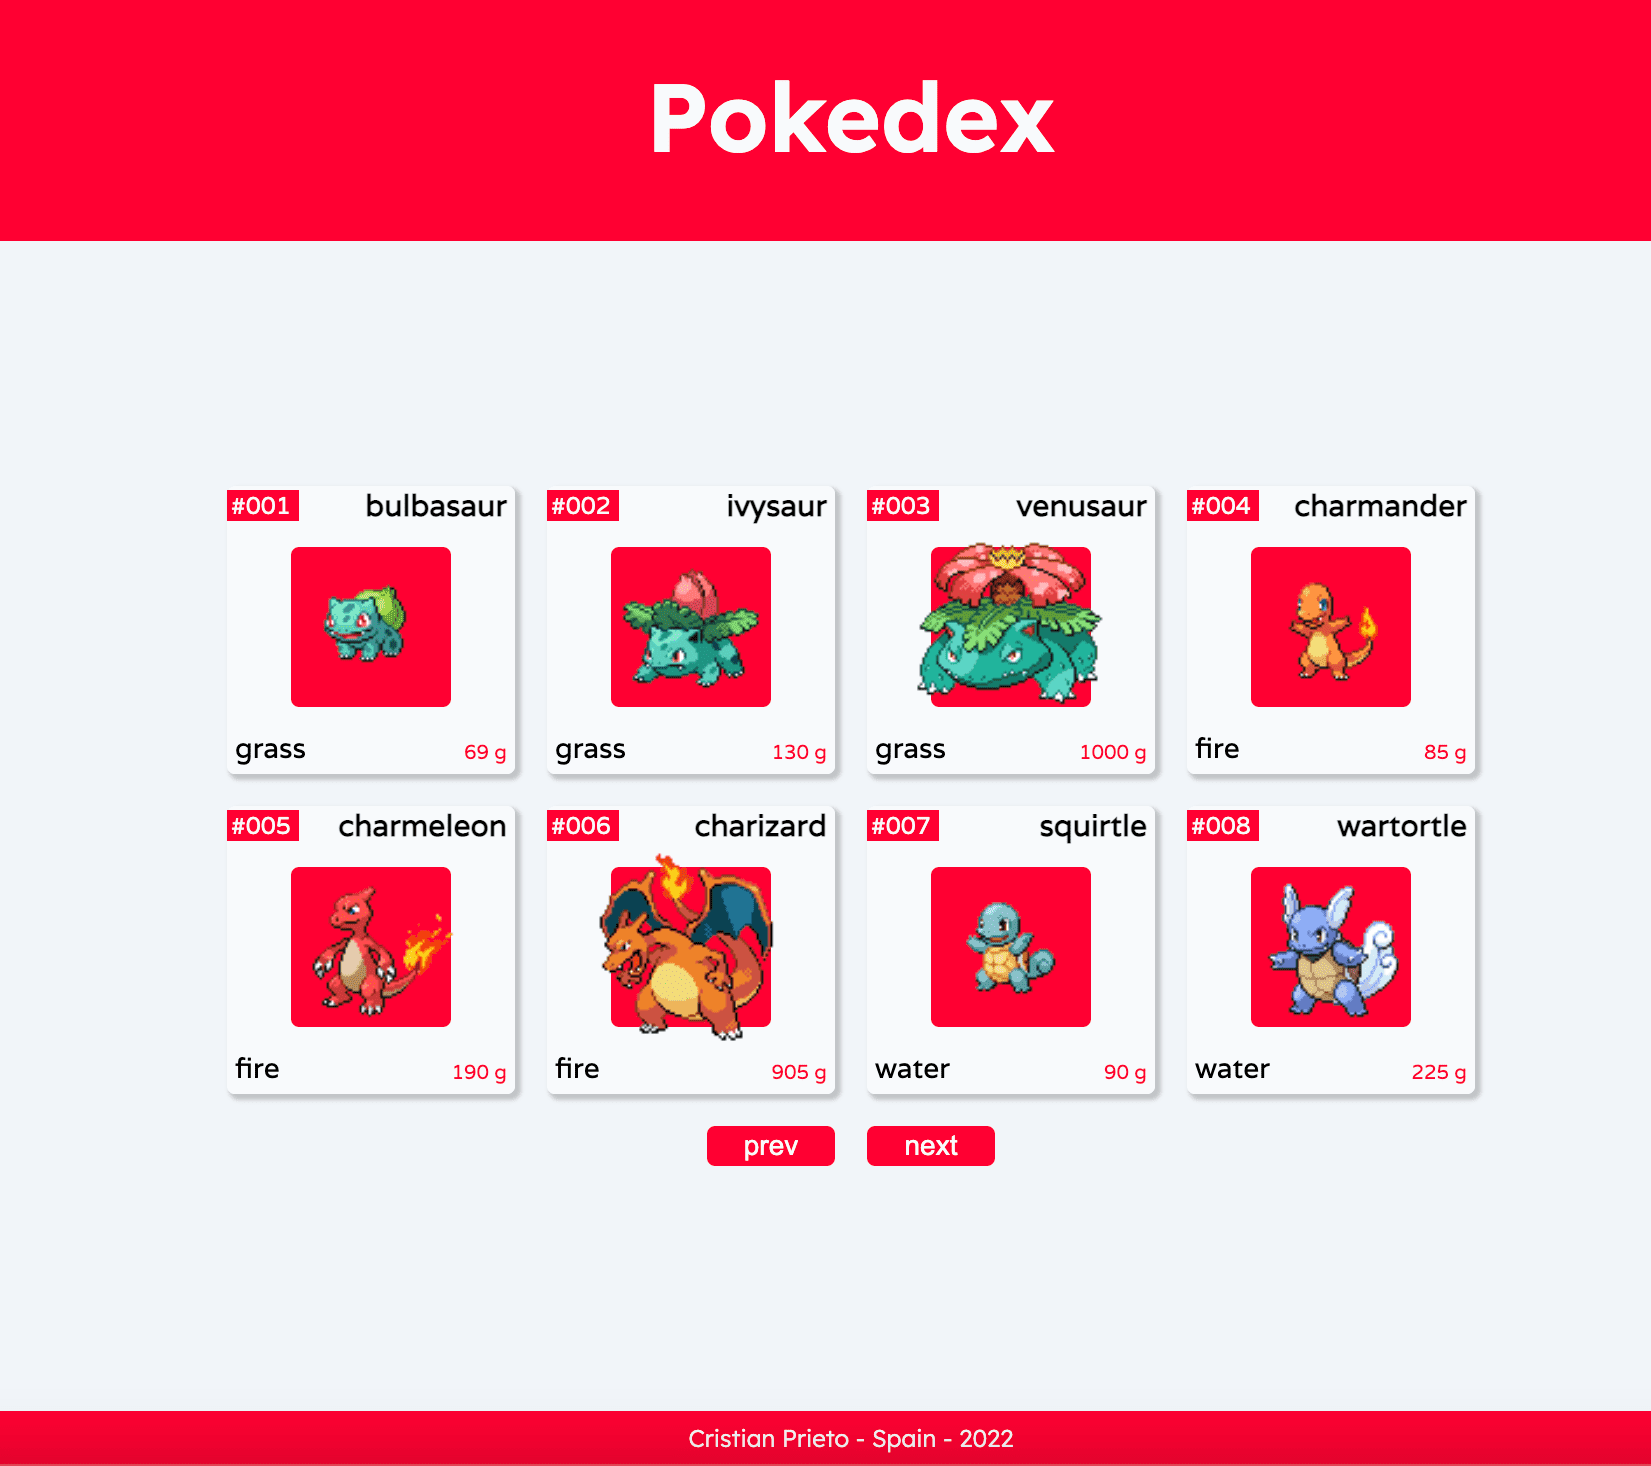 Pokedex
#001 bulbasaur
grass 69 g
#002 ivysaur
grass 130 g
#003 venusaur
grass 1000 g
#004 charmander
fire 85 g
#005 charmeleon
fire 190 g
#006 charizard
fire 905 g
#007 squirtle
water 90 g
#008 wartortle
water 225 g
prev
next
Cristian Prieto - Spain - 2022